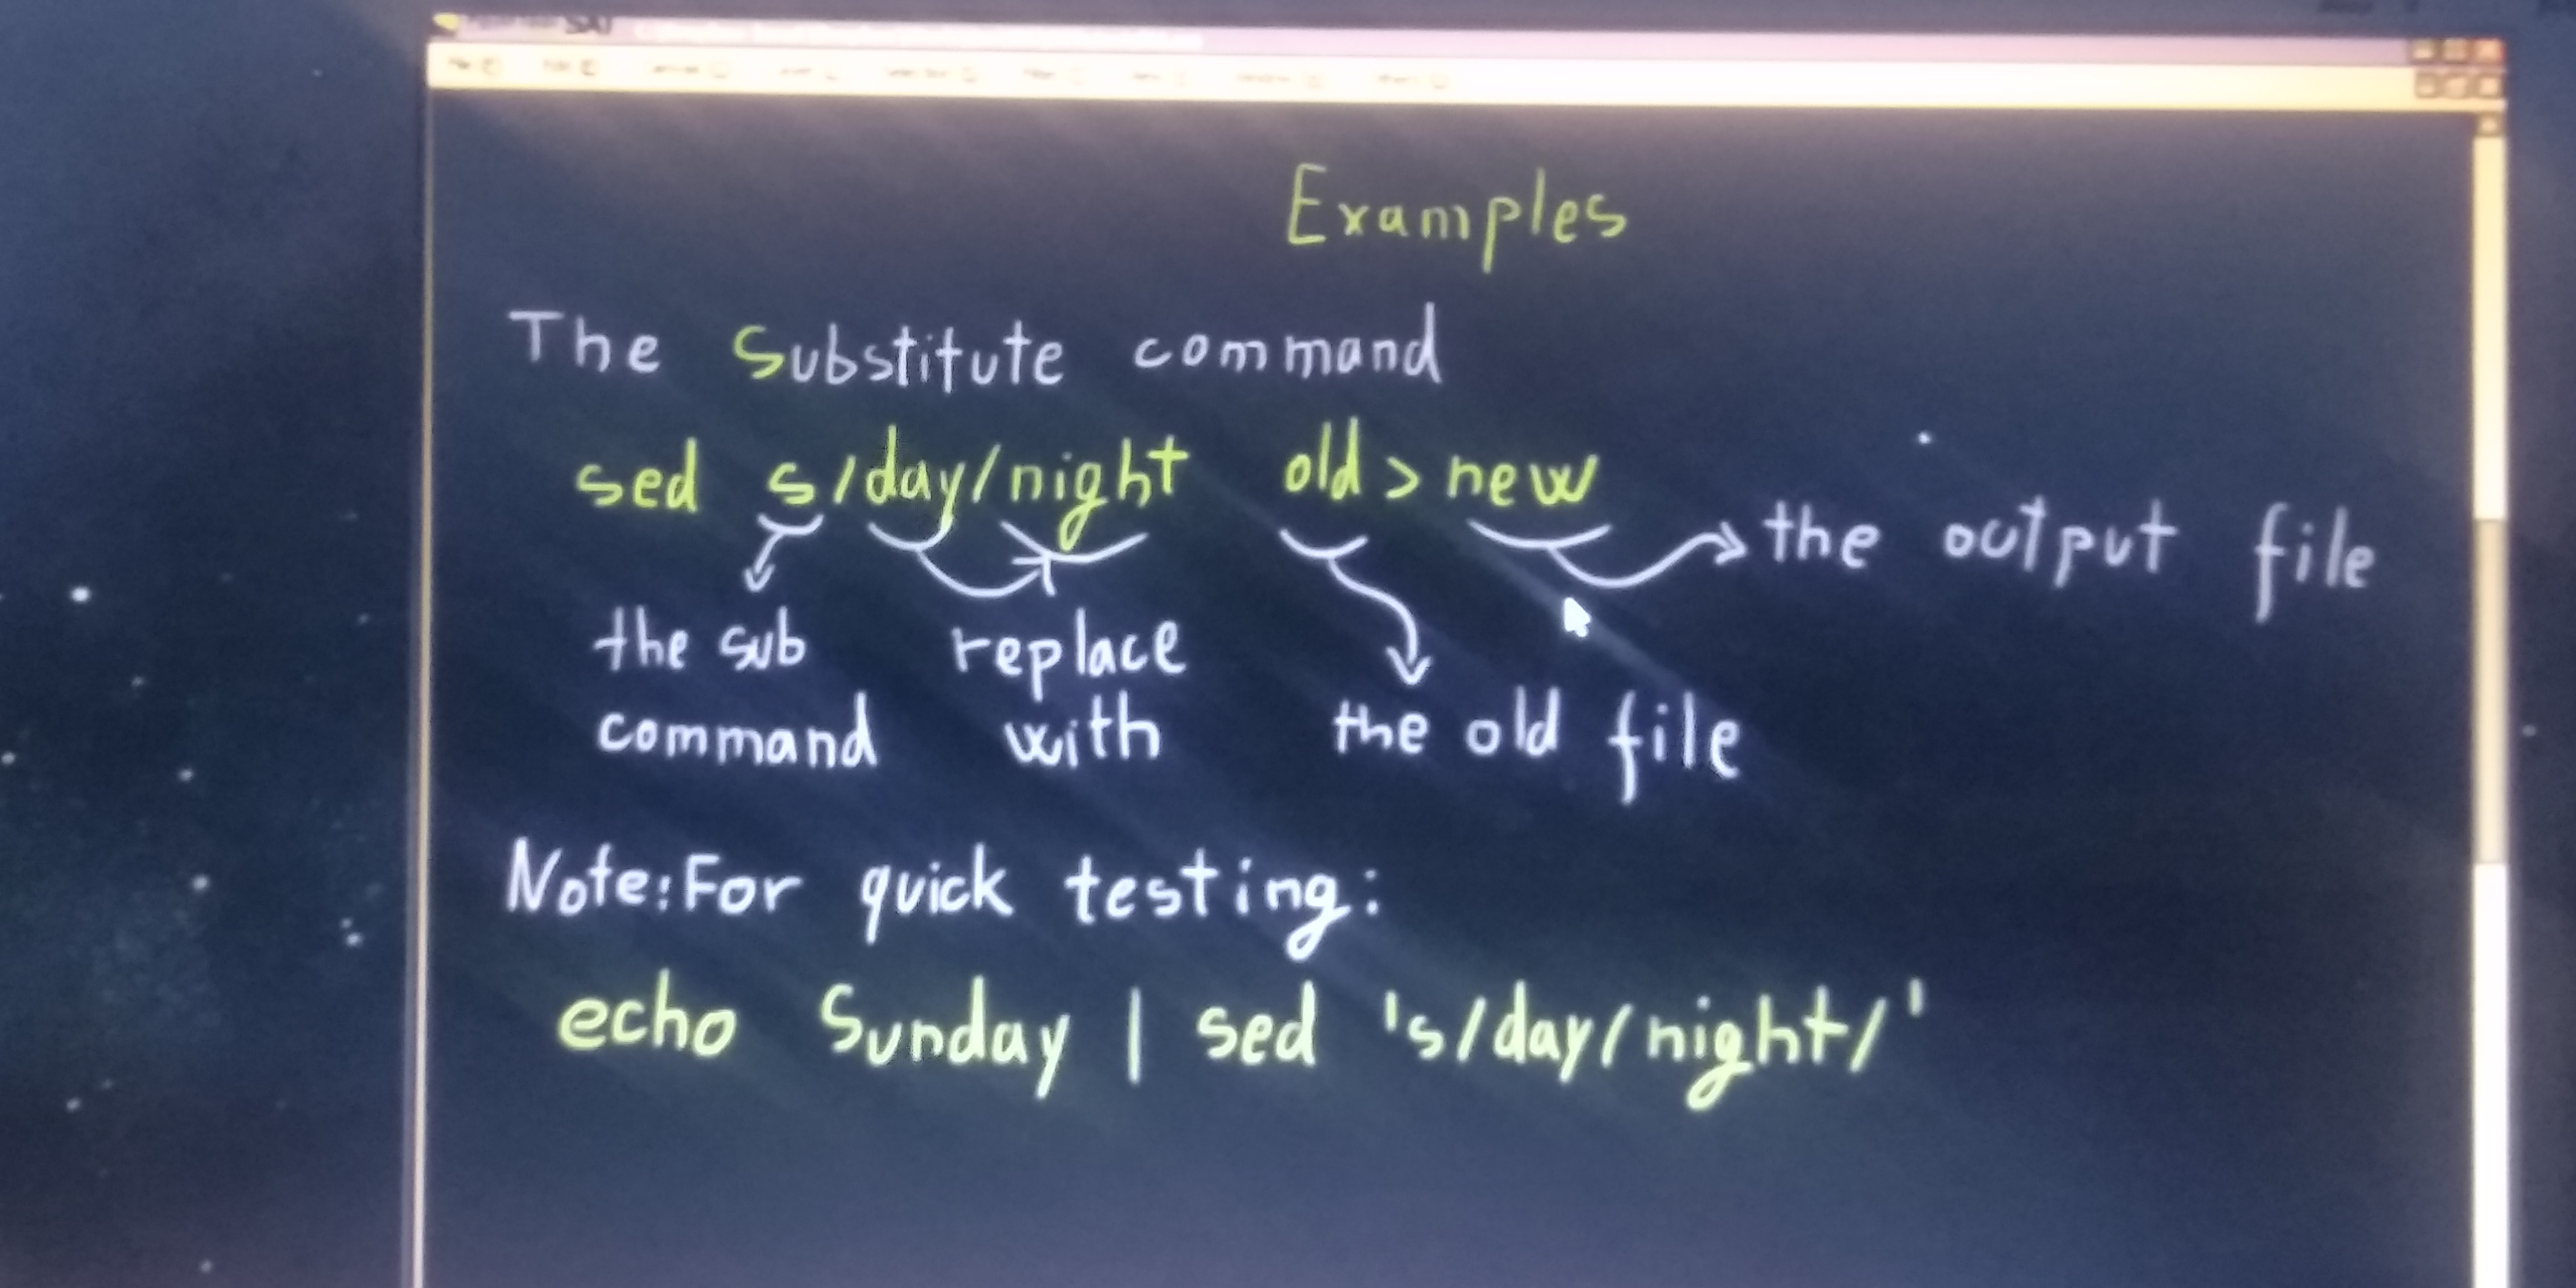 Examples
The Substitute command
sed s/day/night old > new
the output file
the sub replace
command with the old file
Note: For quick testing:
echo Sunday | sed 's/day/night/'